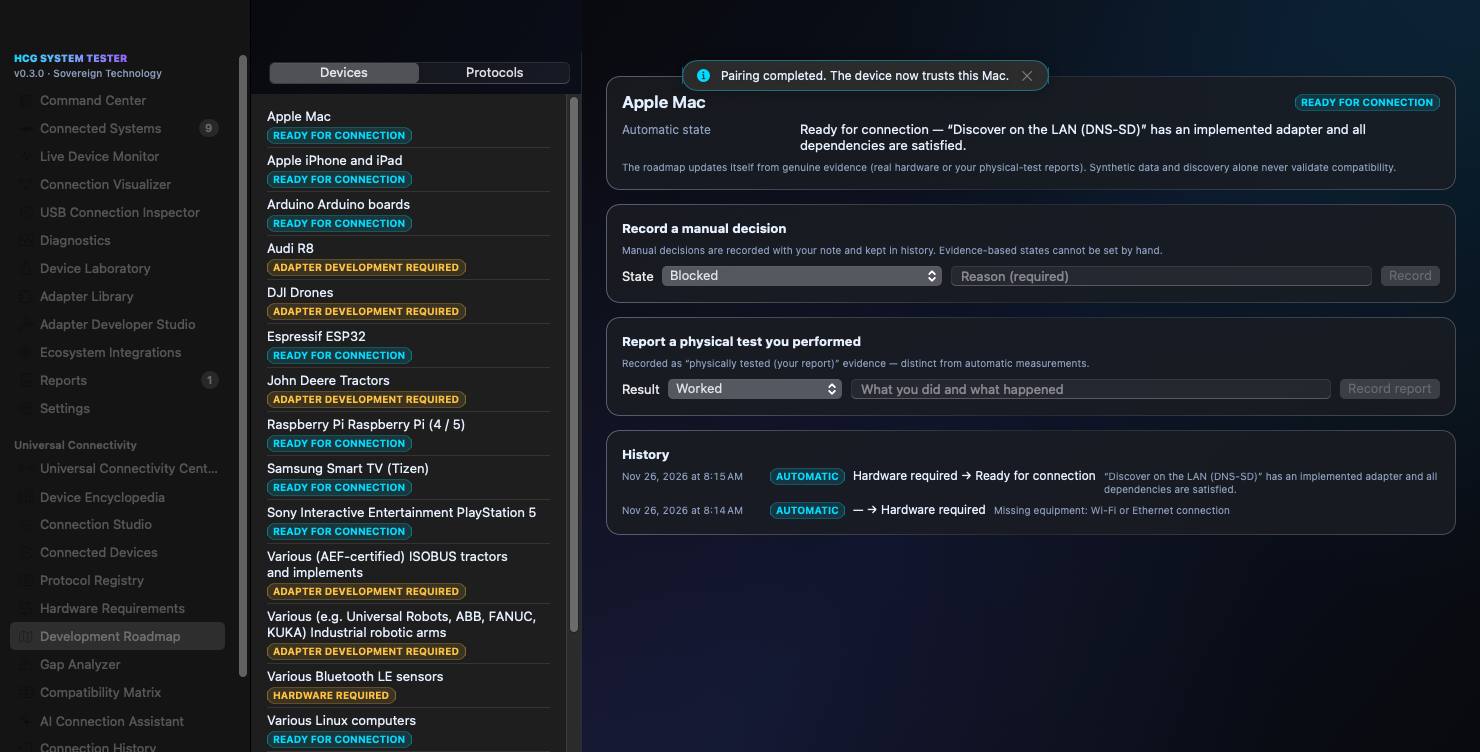 HCG SYSTEM TESTER
v0.3.0 · Sovereign Technology
Command Center
Connected Systems 9
Live Device Monitor
Connection Visualizer
USB Connection Inspector
Diagnostics
Device Laboratory
Adapter Library
Adapter Developer Studio
Ecosystem Integrations
Reports 1
Settings
Universal Connectivity
Universal Connectivity Cent...
Device Encyclopedia
Connection Studio
Connected Devices
Protocol Registry
Hardware Requirements
Development Roadmap
Gap Analyzer
Compatibility Matrix
AI Connection Assistant
Connection History
Devices Protocols
Apple Mac
READY FOR CONNECTION
Apple iPhone and iPad
READY FOR CONNECTION
Arduino Arduino boards
READY FOR CONNECTION
Audi R8
ADAPTER DEVELOPMENT REQUIRED
DJI Drones
ADAPTER DEVELOPMENT REQUIRED
Espressif ESP32
READY FOR CONNECTION
John Deere Tractors
ADAPTER DEVELOPMENT REQUIRED
Raspberry Pi Raspberry Pi (4 / 5)
READY FOR CONNECTION
Samsung Smart TV (Tizen)
READY FOR CONNECTION
Sony Interactive Entertainment PlayStation 5
READY FOR CONNECTION
Various (AEF-certified) ISOBUS tractors
and implements
ADAPTER DEVELOPMENT REQUIRED
Various (e.g. Universal Robots, ABB, FANUC,
KUKA) Industrial robotic arms
ADAPTER DEVELOPMENT REQUIRED
Various Bluetooth LE sensors
HARDWARE REQUIRED
Various Linux computers
READY FOR CONNECTION
Pairing completed. The device now trusts this Mac.
Apple Mac READY FOR CONNECTION
Automatic state Ready for connection — “Discover on the LAN (DNS-SD)” has an implemented adapter and all
dependencies are satisfied.
The roadmap updates itself from genuine evidence (real hardware or your physical-test reports). Synthetic data and discovery alone never validate compatibility.
Record a manual decision
Manual decisions are recorded with your note and kept in history. Evidence-based states cannot be set by hand.
State Blocked Reason (required) Record
Report a physical test you performed
Recorded as “physically tested (your report)” evidence — distinct from automatic measurements.
Result Worked What you did and what happened Record report
History
Nov 26, 2026 at 8:15 AM AUTOMATIC Hardware required → Ready for connection “Discover on the LAN (DNS-SD)” has an implemented adapter and all
dependencies are satisfied.
Nov 26, 2026 at 8:14 AM AUTOMATIC — → Hardware required Missing equipment: Wi-Fi or Ethernet connection